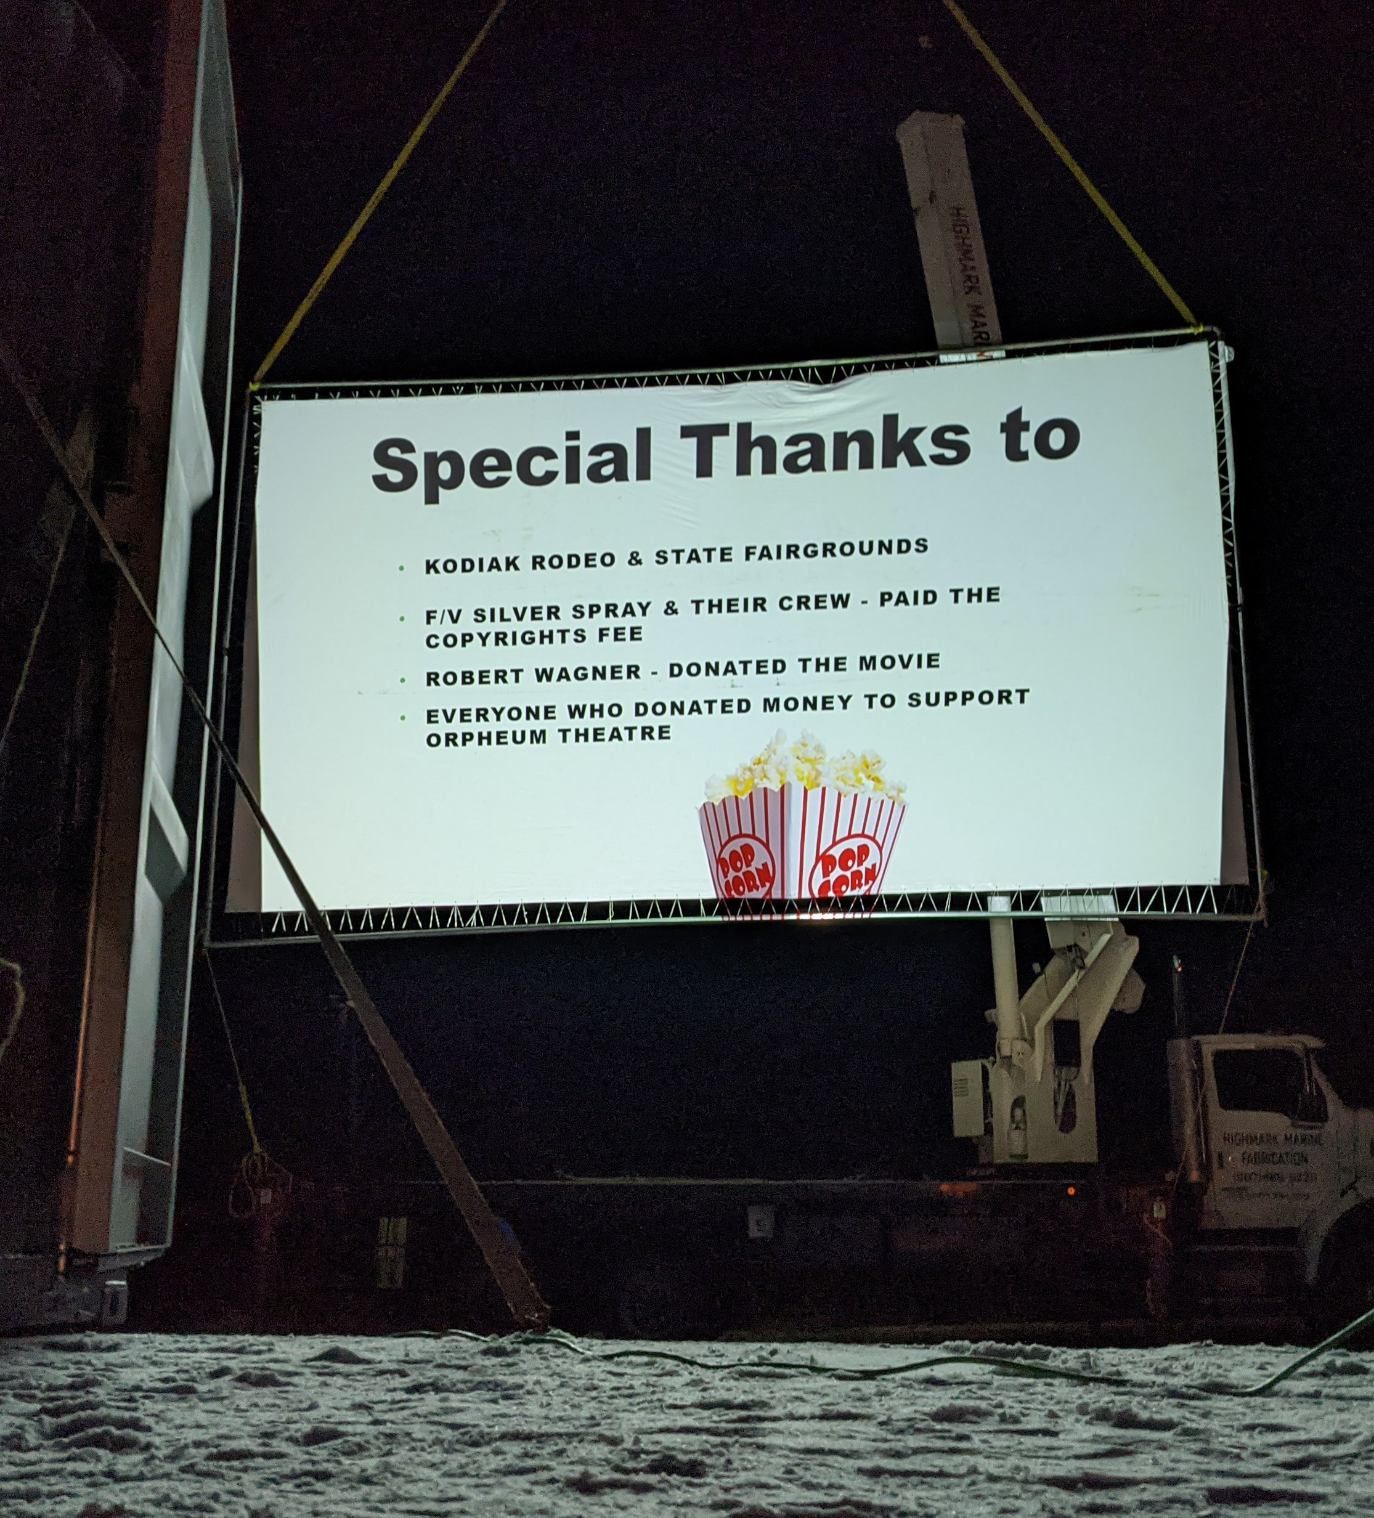 HIGHMARK MAR
Special Thanks to
• KODIAK RODEO & STATE FAIRGROUNDS
• F/V SILVER SPRAY & THEIR CREW - PAID THE
COPYRIGHTS FEE
• ROBERT WAGNER - DONATED THE MOVIE
• EVERYONE WHO DONATED MONEY TO SUPPORT
ORPHEUM THEATRE
POP POP
CORN CORN
HIGHMARK MARINE
FABRICATION